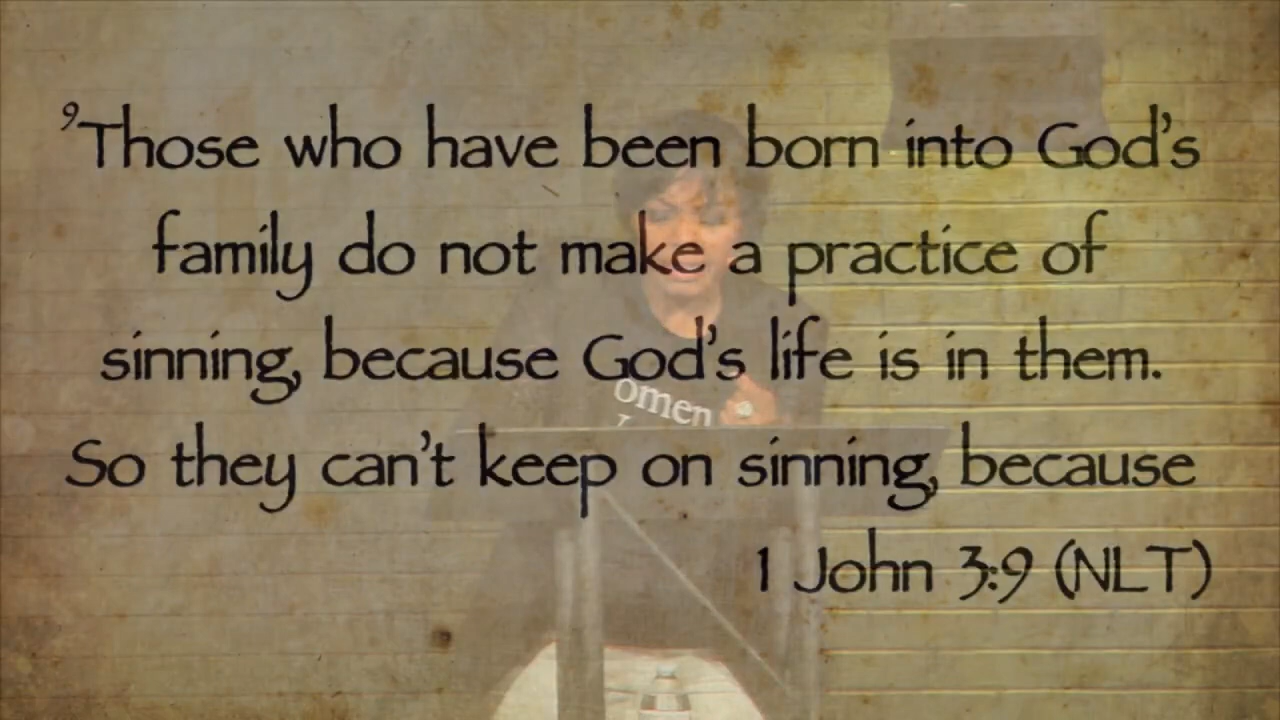 ⁹Those who have been born into God's
family do not make a practice of
sinning, because God's life is in them.
omen
So they can't keep on sinning, because
1 John 3:9 (NLT)